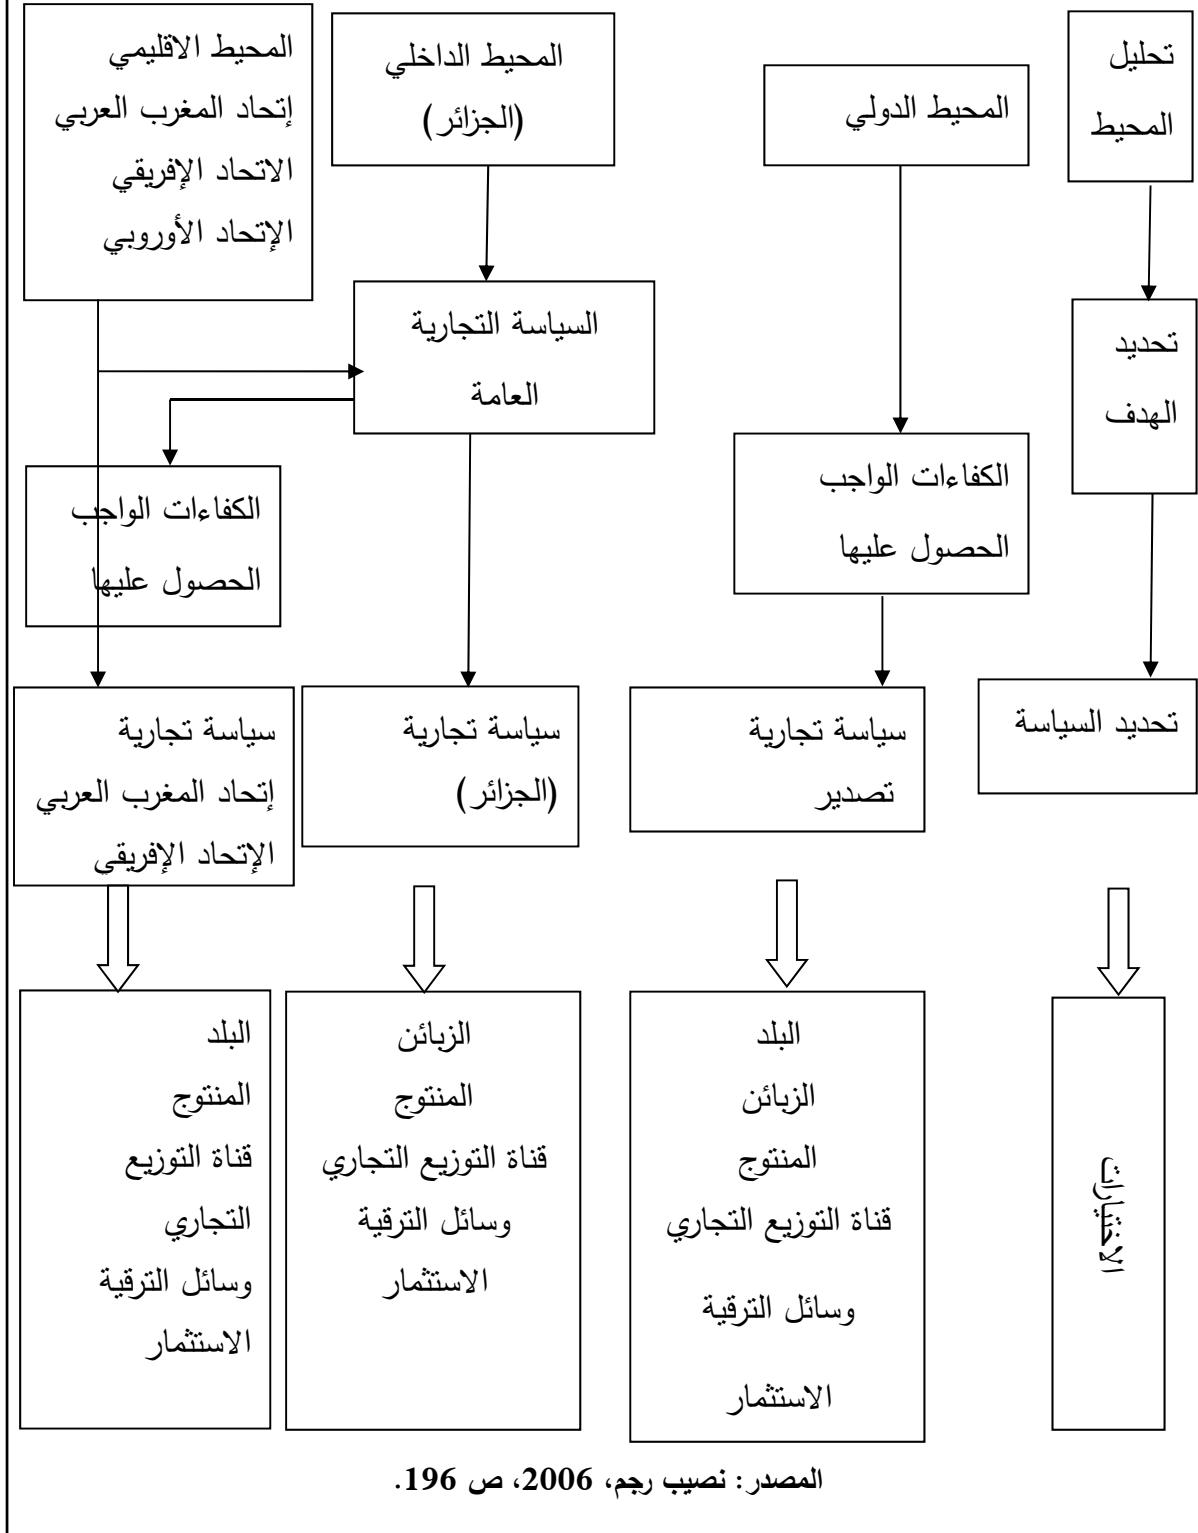 تحليل
المحيط
المحيط الدولي
المحيط الداخلي
(الجزائر)
المحيط الاقليمي
إتحاد المغرب العربي
الاتحاد الإفريقي
الإتحاد الأوروبي
تحديد
الهدف
السياسة التجارية
العامة
الكفاءات الواجب
الحصول عليها
الكفاءات الواجب
الحصول عليها
تحديد السياسة
سياسة تجارية
تصدير
سياسة تجارية
(الجزائر)
سياسة تجارية
إتحاد المغرب العربي
الإتحاد الإفريقي
الاختيارات
البلد
الزبائن
المنتوج
قناة التوزيع التجاري
وسائل الترقية
الاستثمار
الزبائن
المنتوج
قناة التوزيع التجاري
وسائل الترقية
الاستثمار
البلد
المنتوج
قناة التوزيع
التجاري
وسائل الترقية
الاستثمار
المصدر: نصيب رجم، 2006، ص 196.